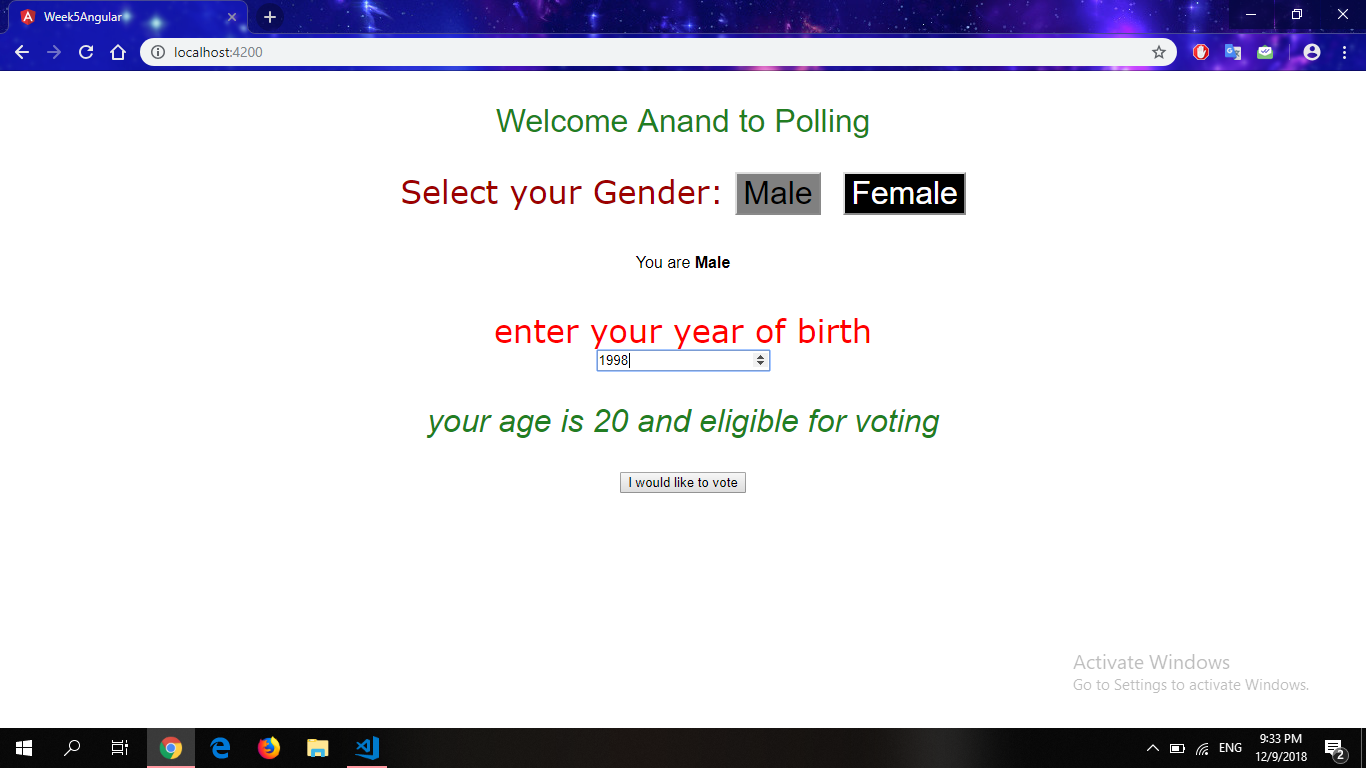 Week5Angular
localhost:4200
Welcome Anand to Polling
Select your Gender: Male Female
You are Male
enter your year of birth
1998
your age is 20 and eligible for voting
I would like to vote
Activate Windows
Go to Settings to activate Windows.
ENG
9:33 PM
12/9/2018
2